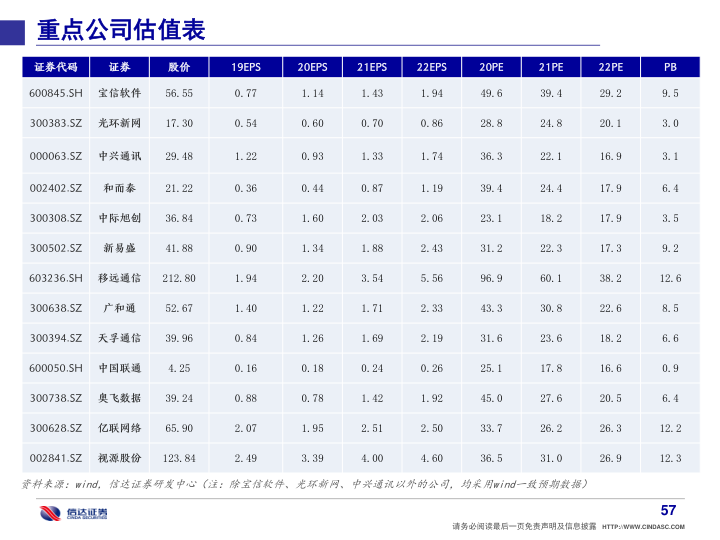 重点公司估值表
证券代码 证券 股价 19EPS 20EPS 21EPS 22EPS 20PE 21PE 22PE PB
600845.SH 宝信软件 56.55 0.77 1.14 1.43 1.94 49.6 39.4 29.2 9.5
300383.SZ 光环新网 17.30 0.54 0.60 0.70 0.86 28.8 24.8 20.1 3.0
000063.SZ 中兴通讯 29.48 1.22 0.93 1.33 1.74 36.3 22.1 16.9 3.1
002402.SZ 和而泰 21.22 0.36 0.44 0.87 1.19 39.4 24.4 17.9 6.4
300308.SZ 中际旭创 36.84 0.73 1.60 2.03 2.06 23.1 18.2 17.9 3.5
300502.SZ 新易盛 41.88 0.90 1.34 1.88 2.43 31.2 22.3 17.3 9.2
603236.SH 移远通信 212.80 1.94 2.20 3.54 5.56 96.9 60.1 38.2 12.6
300638.SZ 广和通 52.67 1.40 1.22 1.71 2.33 43.3 30.8 22.6 8.5
300394.SZ 天孚通信 39.96 0.84 1.26 1.69 2.19 31.6 23.6 18.2 6.6
600050.SH 中国联通 4.25 0.16 0.18 0.24 0.26 25.1 17.8 16.6 0.9
300738.SZ 奥飞数据 39.24 0.88 0.78 1.42 1.92 45.0 27.6 20.5 6.4
300628.SZ 亿联网络 65.90 2.07 1.95 2.51 2.50 33.7 26.2 26.3 12.2
002841.SZ 视源股份 123.84 2.49 3.39 4.00 4.60 36.5 31.0 26.9 12.3
资料来源：wind，信达证券研发中心（注：除宝信软件、光环新网、中兴通讯以外的公司，均采用wind一致预期数据）
信达证券
CINDA SECURITIES
57
请务必阅读最后一页免责声明及信息披露 HTTP://WWW.CINDASC.COM